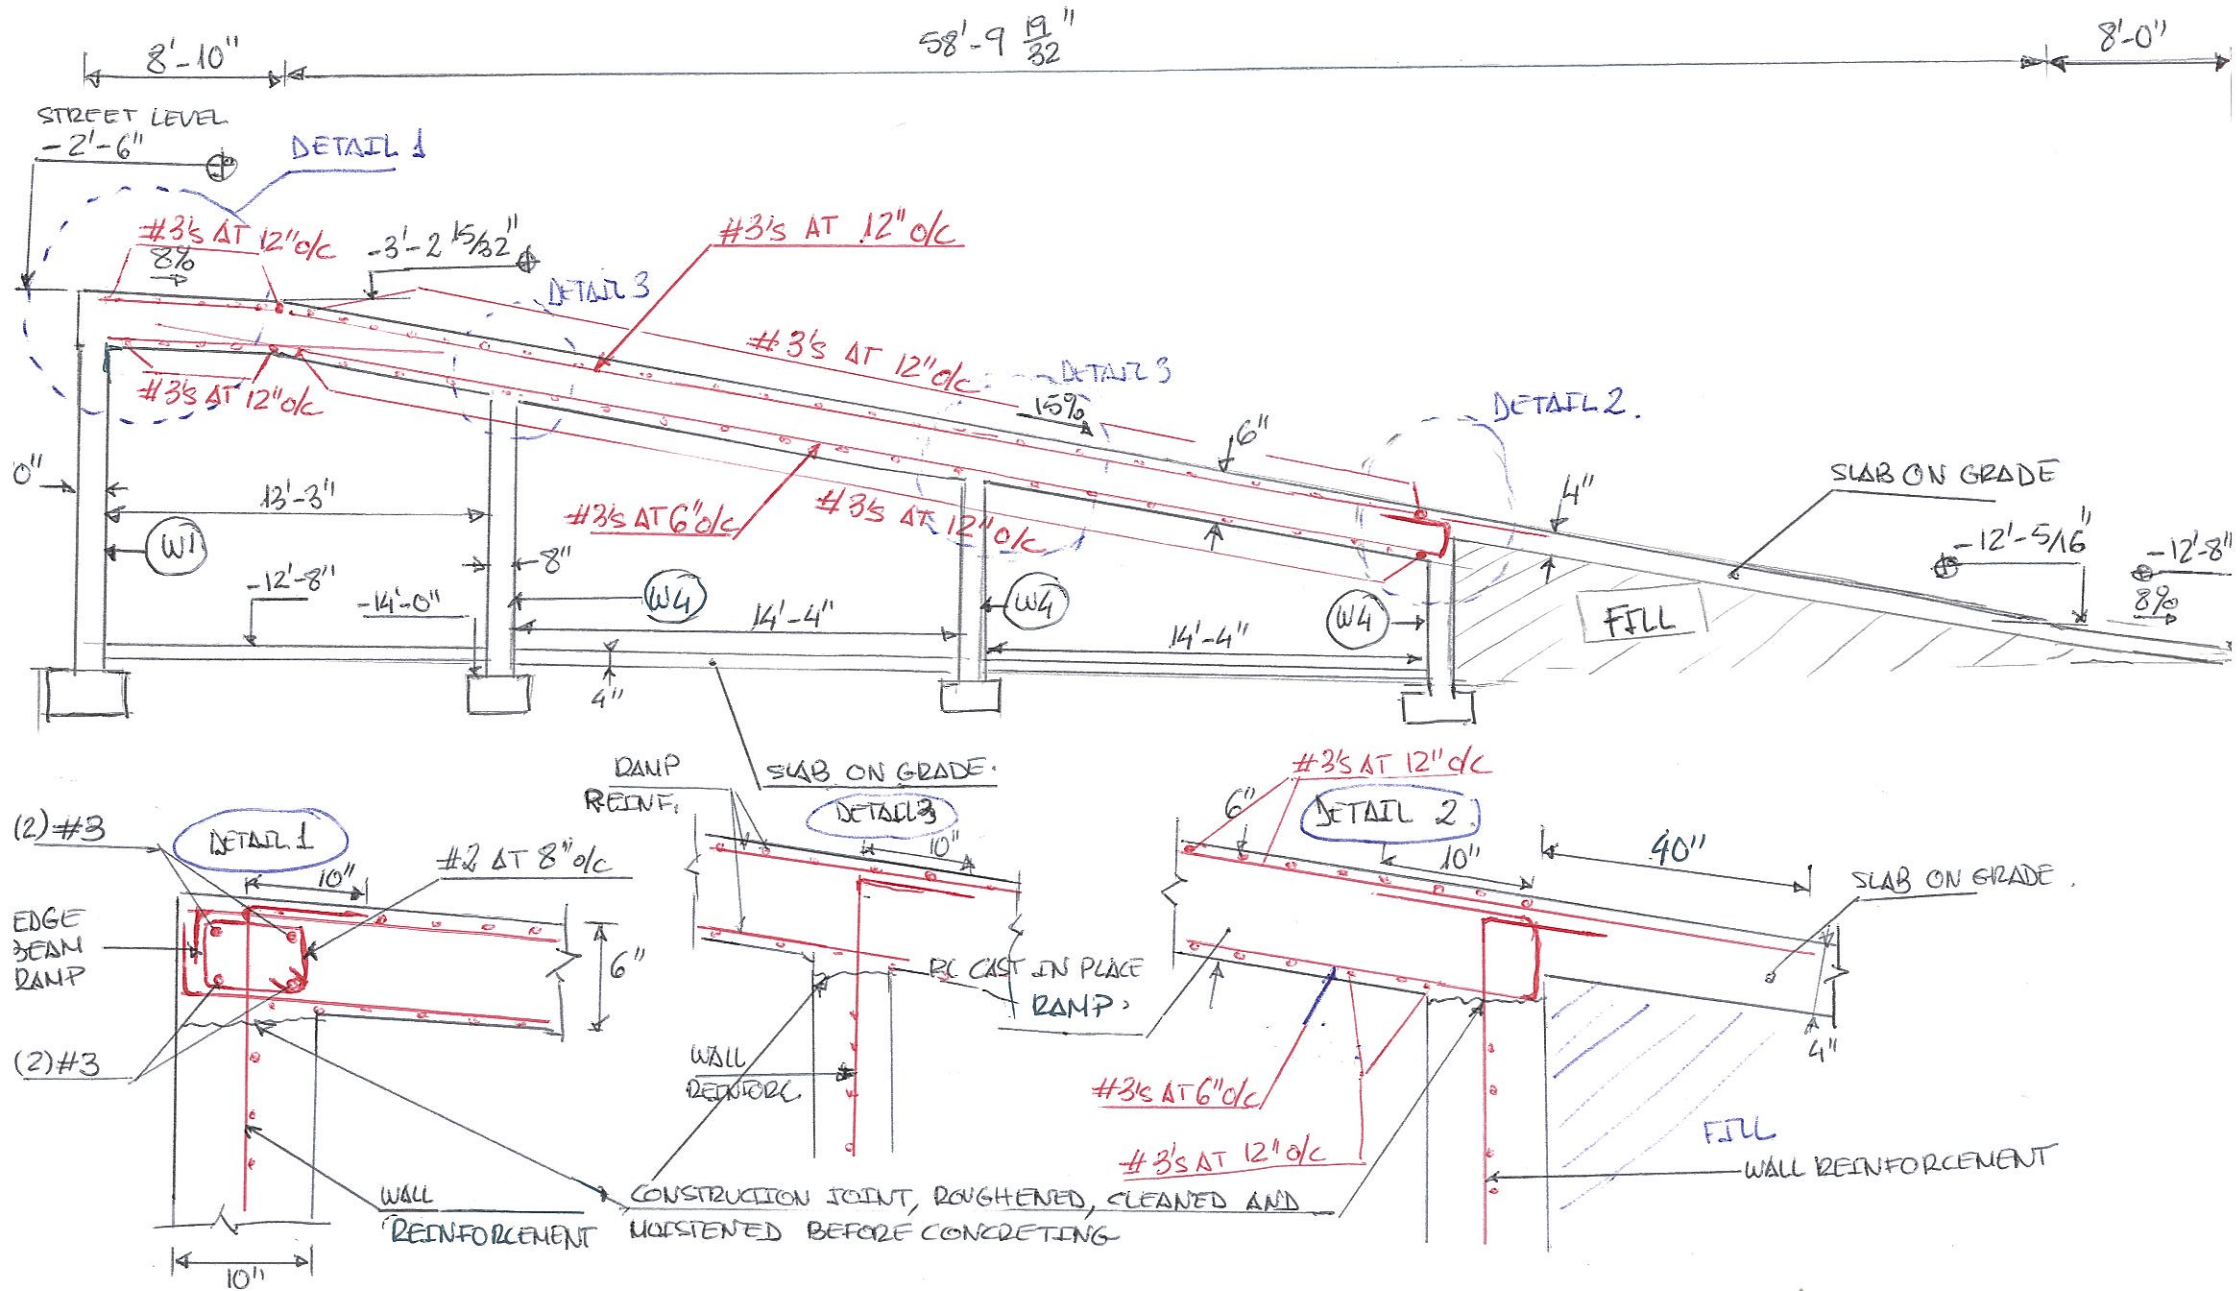 8'-10"
58'-9 19/32"
8'-0"
STREET LEVEL
-2'-6"
DETAIL 1
#3's AT 12" o/c
8%
-3'-2 15/32"
#3's AT 12" o/c
DETAIL 3
#3's AT 12" o/c
DETAIL 3
15%
DETAIL 2.
6"
4"
SLAB ON GRADE
#3's AT 12" o/c
0"
13'-3"
#3's AT 6" o/c
#3's AT 12" o/c
-12'-5/16"
-12'-8"
8%
W1
8"
-12'-8"
-14'-0"
W4
14'-4"
W4
14'-4"
W4
FILL
4"
RAMP
REINF.
SLAB ON GRADE.
#3's AT 12" o/c
(2)#3
DETAIL 1
#2 AT 8" o/c
DETAIL 3
6"
DETAIL 2.
10"
10"
10"
40"
SLAB ON GRADE.
EDGE
BEAM
RAMP
6"
CAST IN PLACE
RAMP.
4"
(2)#3
WALL
REINFORC.
#3's AT 6" o/c
#3's AT 12" o/c
FILL
WALL REINFORCEMENT
WALL
REINFORCEMENT
CONSTRUCTION JOINT, ROUGHENED, CLEANED AND
MOISTENED BEFORE CONCRETING
10"